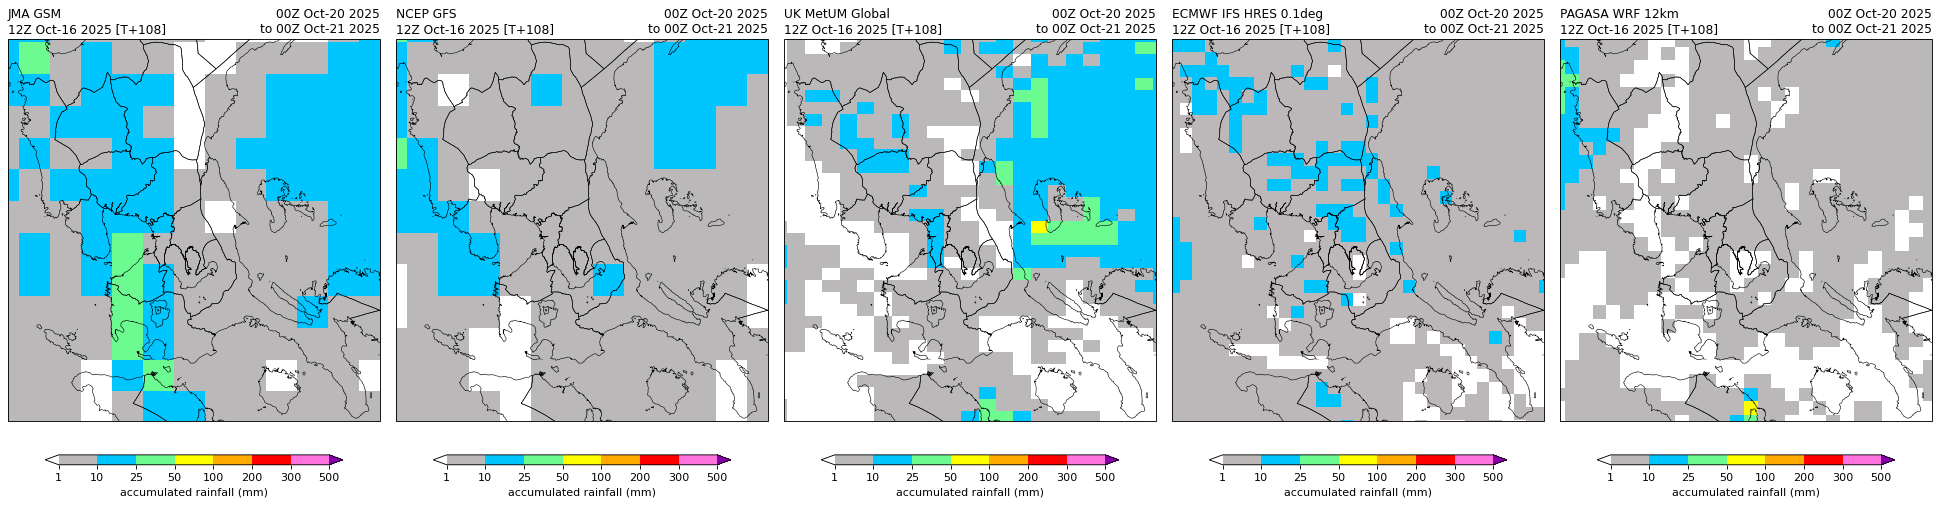 JMA GSM 00Z Oct-20 2025
12Z Oct-16 2025 [T+108] to 00Z Oct-21 2025
1 10 25 50 100 200 300 500
accumulated rainfall (mm)
NCEP GFS 00Z Oct-20 2025
12Z Oct-16 2025 [T+108] to 00Z Oct-21 2025
1 10 25 50 100 200 300 500
accumulated rainfall (mm)
UK MetUM Global 00Z Oct-20 2025
12Z Oct-16 2025 [T+108] to 00Z Oct-21 2025
1 10 25 50 100 200 300 500
accumulated rainfall (mm)
ECMWF IFS HRES 0.1deg 00Z Oct-20 2025
12Z Oct-16 2025 [T+108] to 00Z Oct-21 2025
1 10 25 50 100 200 300 500
accumulated rainfall (mm)
PAGASA WRF 12km 00Z Oct-20 2025
12Z Oct-16 2025 [T+108] to 00Z Oct-21 2025
1 10 25 50 100 200 300 500
accumulated rainfall (mm)